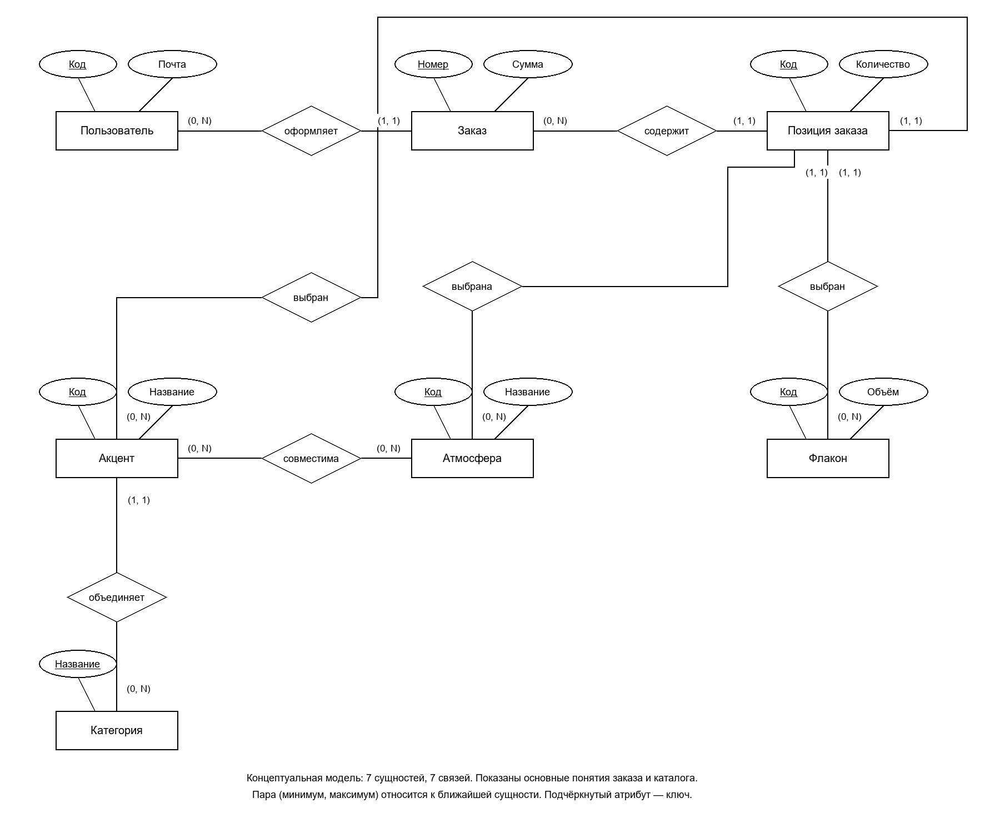 Код
Почта
Номер
Сумма
Код
Количество
Пользователь
(0, N)
оформляет
(1, 1)
Заказ
(0, N)
содержит
(1, 1)
Позиция заказа
(1, 1)
(1, 1)
(1, 1)
выбран
выбрана
выбран
Код
Название
Код
Название
Код
Объём
(0, N)
(0, N)
(0, N)
Акцент
(0, N)
совместима
(0, N)
Атмосфера
Флакон
(1, 1)
объединяет
Название
(0, N)
Категория
Концептуальная модель: 7 сущностей, 7 связей. Показаны основные понятия заказа и каталога.
Пара (минимум, максимум) относится к ближайшей сущности. Подчёркнутый атрибут — ключ.